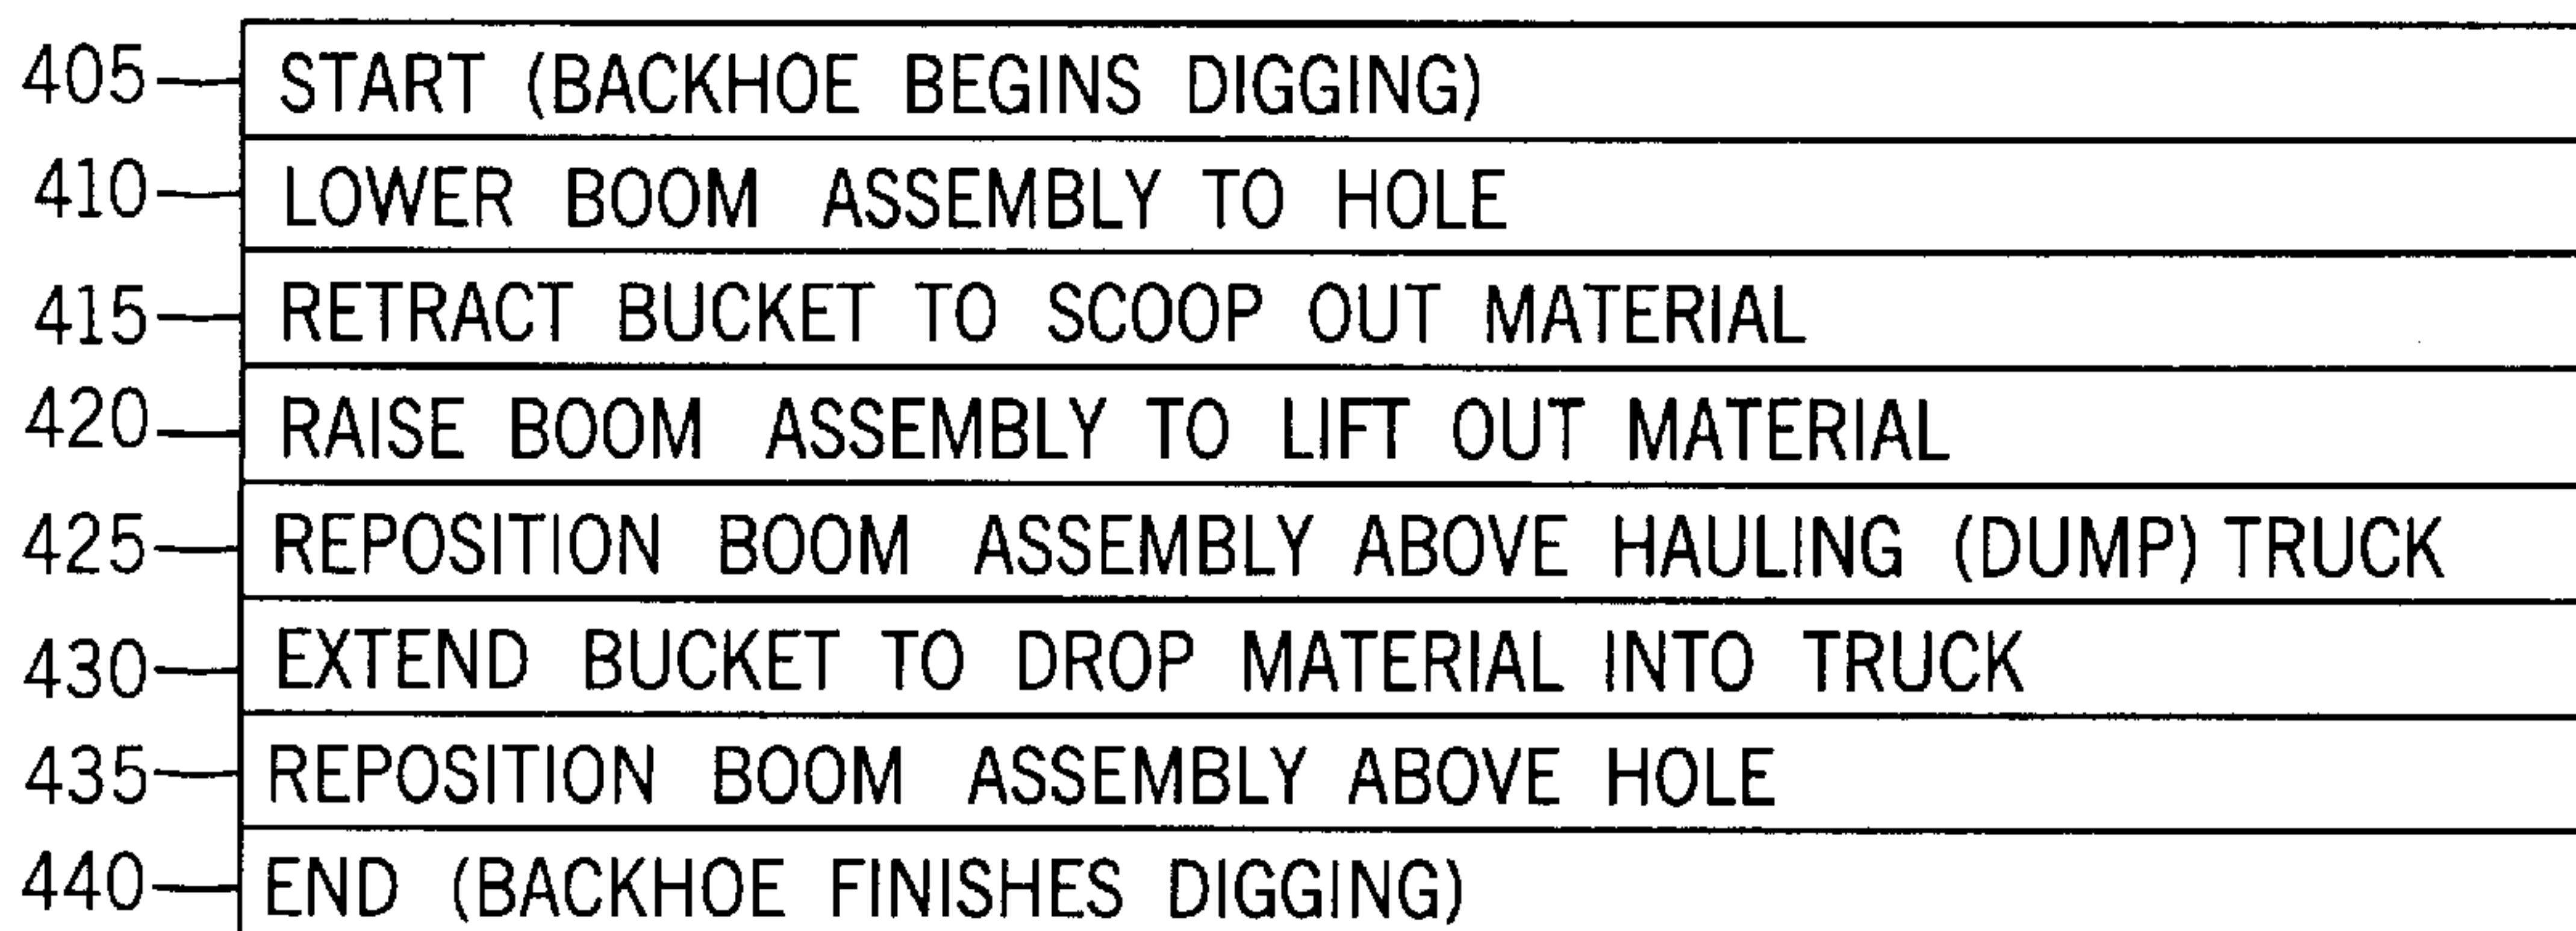 405 START (BACKHOE BEGINS DIGGING)
410 LOWER BOOM ASSEMBLY TO HOLE
415 RETRACT BUCKET TO SCOOP OUT MATERIAL
420 RAISE BOOM ASSEMBLY TO LIFT OUT MATERIAL
425 REPOSITION BOOM ASSEMBLY ABOVE HAULING (DUMP) TRUCK
430 EXTEND BUCKET TO DROP MATERIAL INTO TRUCK
435 REPOSITION BOOM ASSEMBLY ABOVE HOLE
440 END (BACKHOE FINISHES DIGGING)